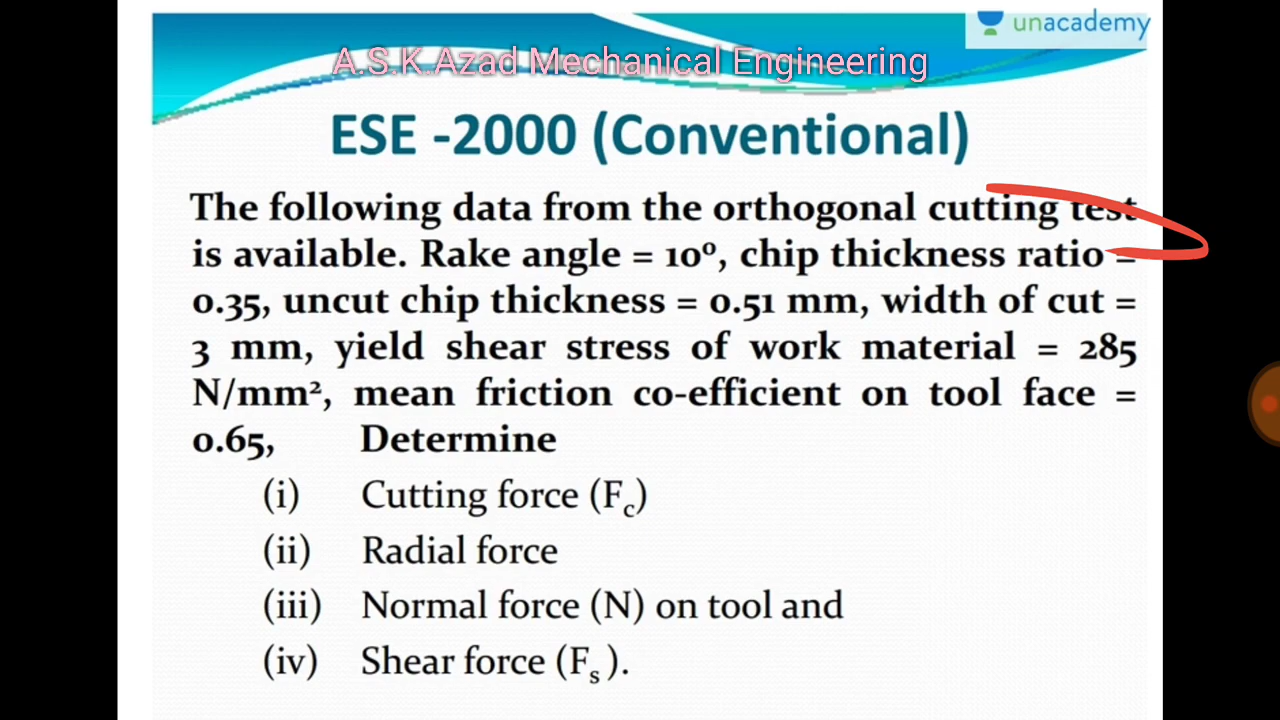 unacademy
A.S.K.Azad Mechanical Engineering
ESE -2000 (Conventional)
The following data from the orthogonal cutting test
is available. Rake angle = 10⁰, chip thickness ratio =
0.35, uncut chip thickness = 0.51 mm, width of cut =
3 mm, yield shear stress of work material = 285
N/mm², mean friction co-efficient on tool face =
0.65, Determine
(i) Cutting force (Fc)
(ii) Radial force
(iii) Normal force (N) on tool and
(iv) Shear force (Fs ).